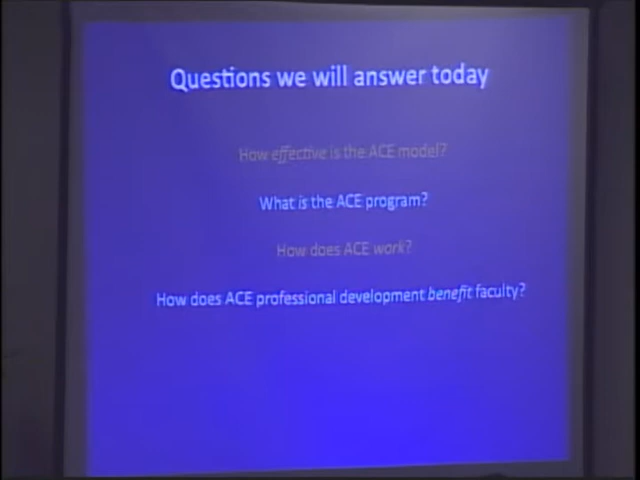 Questions we will answer today
How effective is the ACE model?
What is the ACE program?
How does ACE work?
How does ACE professional development benefit faculty?